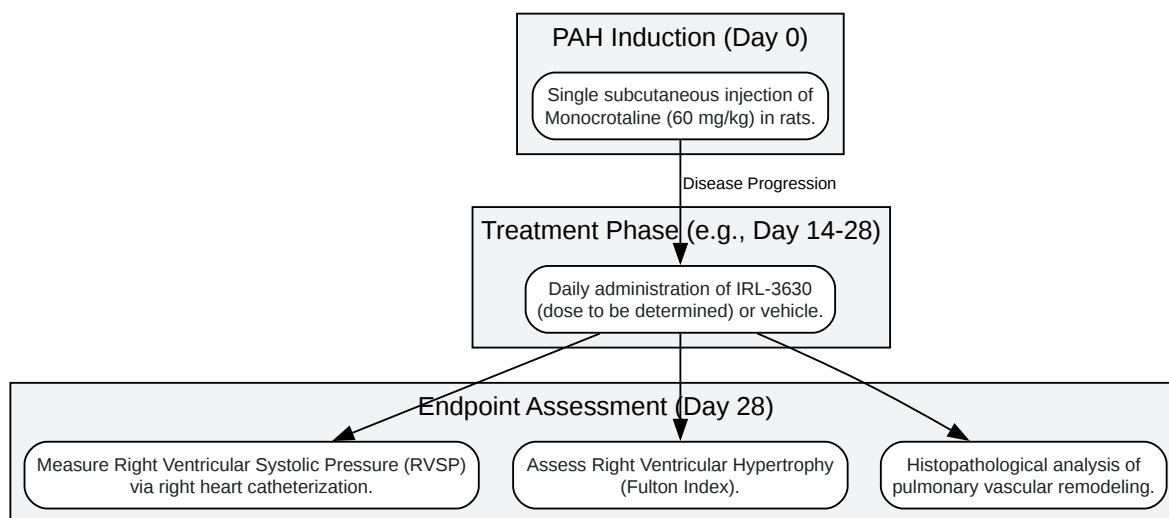 PAH Induction (Day 0)
Single subcutaneous injection of
Monocrotaline (60 mg/kg) in rats.
Disease Progression
Treatment Phase (e.g., Day 14-28)
Daily administration of IRL-3630
(dose to be determined) or vehicle.
Endpoint Assessment (Day 28)
Measure Right Ventricular Systolic Pressure (RVSP)
via right heart catheterization.
Assess Right Ventricular Hypertrophy
(Fulton Index).
Histopathological analysis of
pulmonary vascular remodeling.